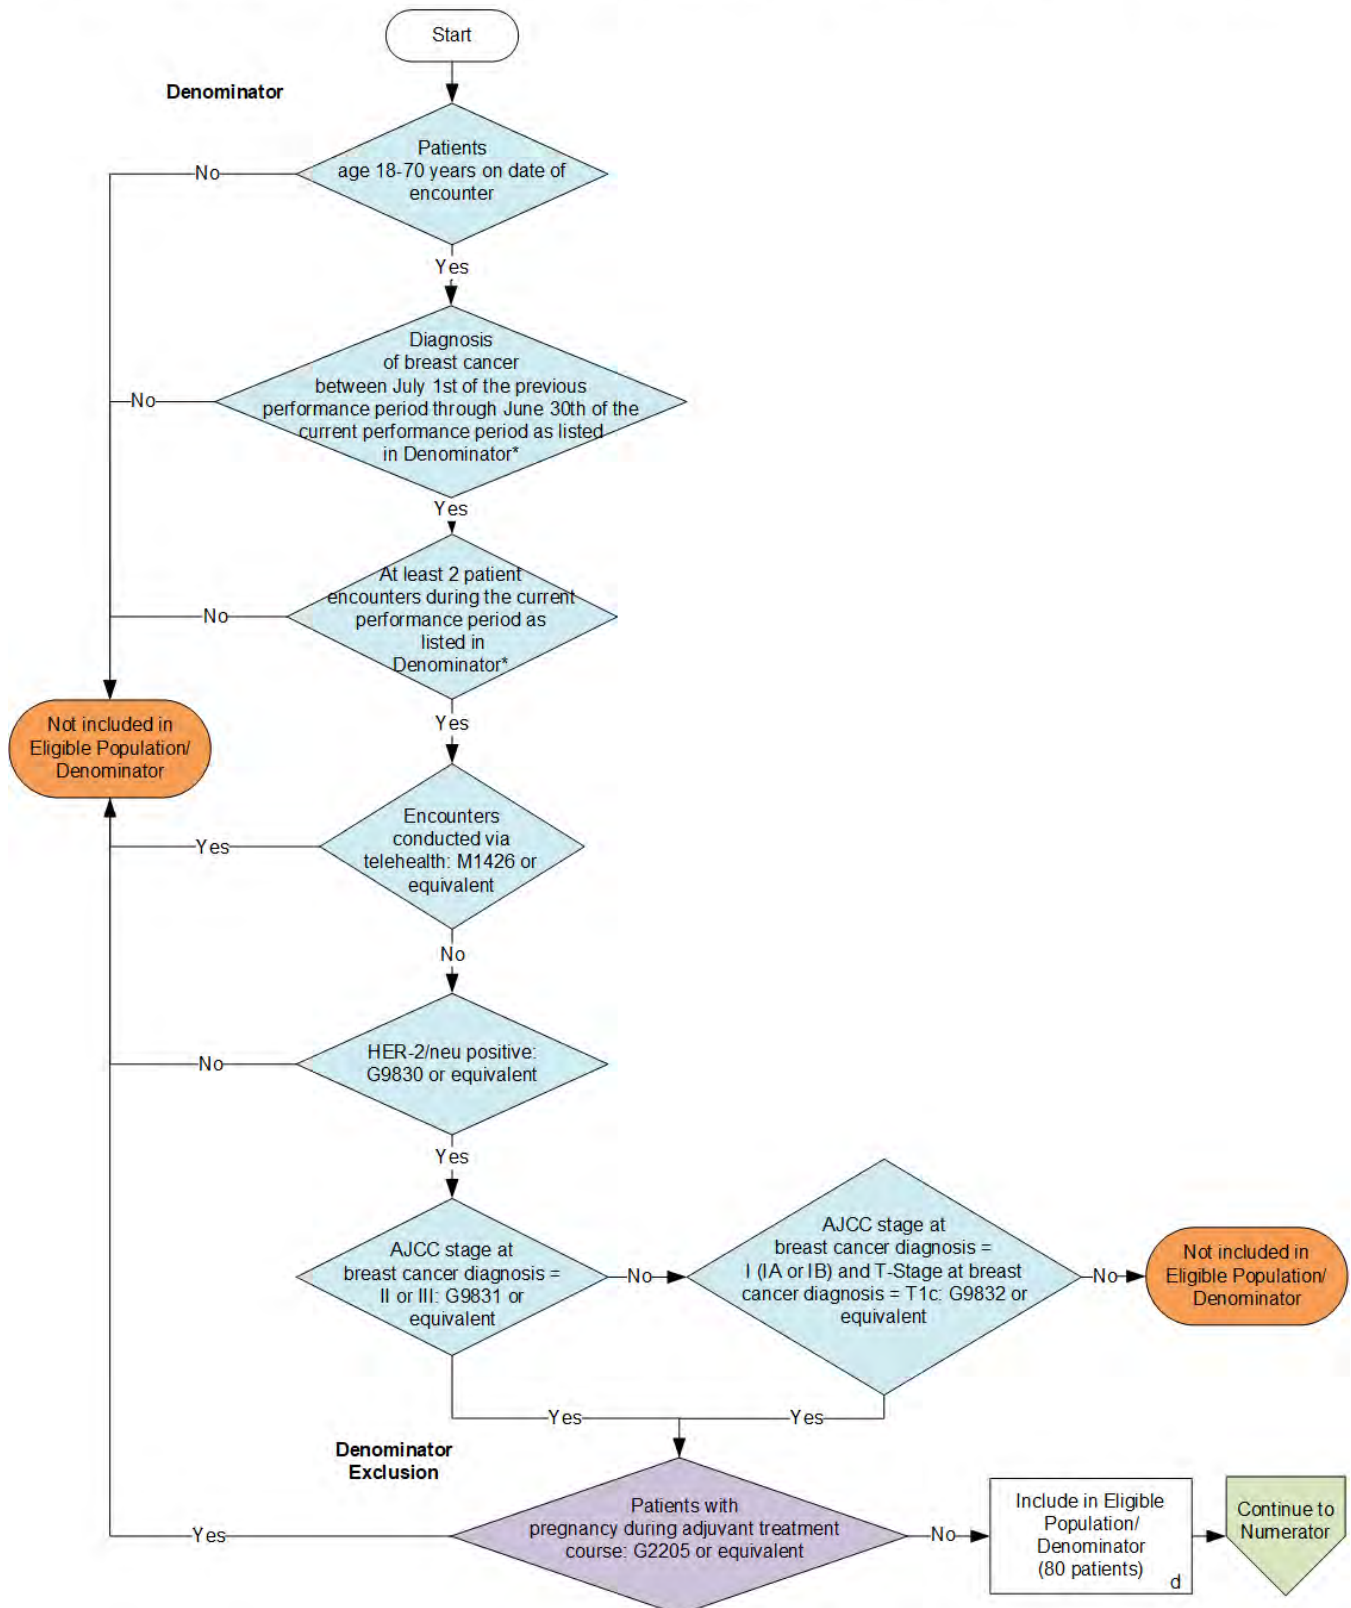 Start
Denominator
Patients
age 18-70 years on date of
encounter
No
Yes
Diagnosis
of breast cancer
between July 1st of the previous
performance period through June 30th of the
current performance period as listed
in Denominator*
No
Yes
At least 2 patient
encounters during the current
performance period as
listed in
Denominator*
No
Yes
Not included in
Eligible Population/
Denominator
Encounters
conducted via
telehealth: M1426 or
equivalent
Yes
No
HER-2/neu positive:
G9830 or equivalent
No
Yes
AJCC stage at
breast cancer diagnosis =
II or III: G9831 or
equivalent
No
AJCC stage at
breast cancer diagnosis =
I (IA or IB) and T-Stage at breast
cancer diagnosis = T1c: G9832 or
equivalent
No
Not included in
Eligible Population/
Denominator
Yes
Yes
Denominator
Exclusion
Patients with
pregnancy during adjuvant treatment
course: G2205 or equivalent
Yes
No
Include in Eligible
Population/
Denominator
(80 patients)
d
Continue to
Numerator